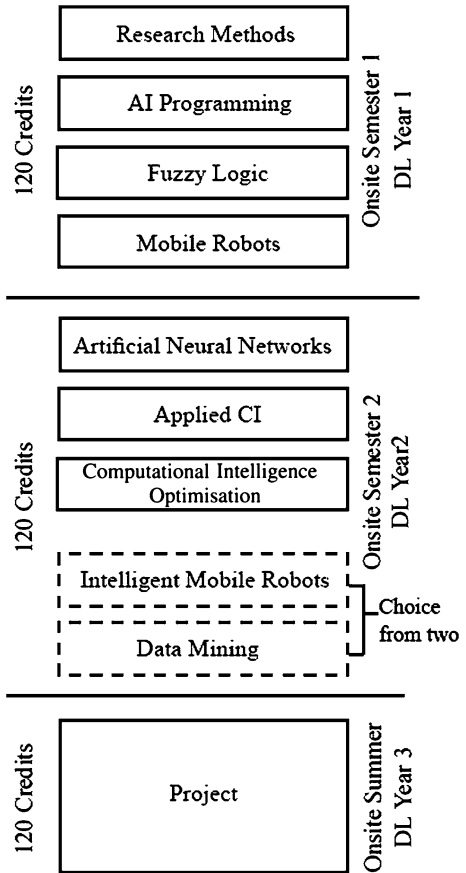 Research Methods
AI Programming
Fuzzy Logic
Mobile Robots
120 Credits
Onsite Semester 1
DL Year 1
Artificial Neural Networks
Applied CI
Computational Intelligence
Optimisation
Intelligent Mobile Robots
Data Mining
120 Credits
Onsite Semester 2
DL Year2
Choice
from two
Project
120 Credits
Onsite Summer
DL Year 3